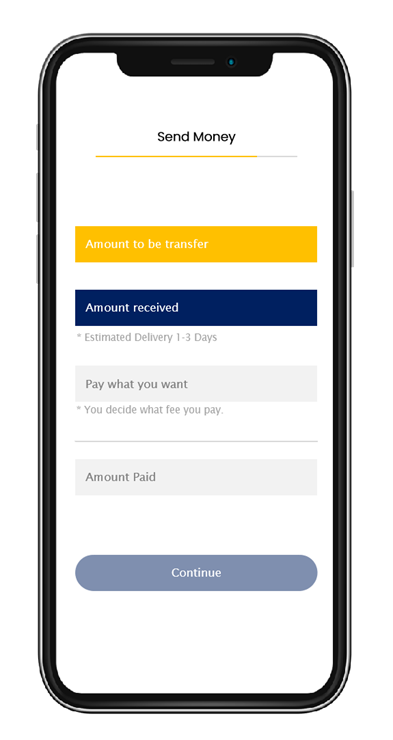 Send Money
Amount to be transfer
Amount received
* Estimated Delivery 1-3 Days
Pay what you want
* You decide what fee you pay.
Amount Paid
Continue